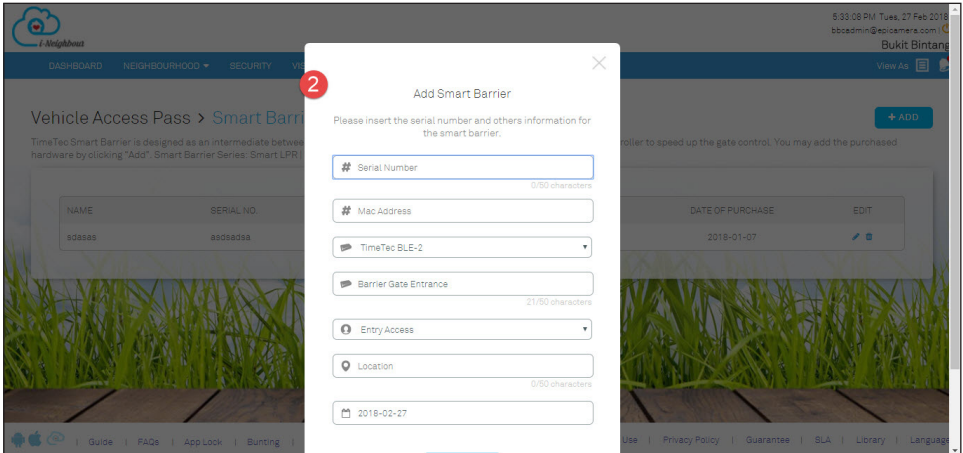 5:33:08 PM Tues, 27 Feb 2018
bbcadmin@epicamera.com |
i-Neighbour
Bukit Bintang
DASHBOARD NEIGHBOURHOOD SECURITY VIS
View As
2
Add Smart Barrier
Vehicle Access Pass > Smart Barri
+ ADD
Please insert the serial number and others information for
the smart barrier.
TimeTec Smart Barrier is designed as an intermediate betwee
roller to speed up the gate control. You may add the purchased
hardware by clicking "Add". Smart Barrier Series: Smart LPR |
# Serial Number
0/50 characters
NAME SERIAL NO. DATE OF PURCHASE EDIT
# Mac Address
sdasas asdsadsa 2018-01-07
TimeTec BLE-2
Barrier Gate Entrance
21/50 characters
Entry Access
Location
0/50 characters
2018-02-27
| Guide | FAQs | App Lock | Bunting |
Use | Privacy Policy | Guarantee | SLA | Library | Language